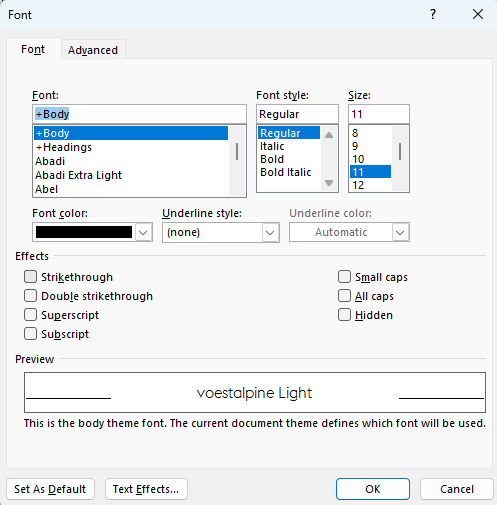 Font
?
Font Advanced
Font: Font style: Size:
+Body Regular 11
+Body Regular 8
+Headings Italic 9
Abadi Bold 10
Abadi Extra Light Bold Italic 11
Abel 12
Font color: Underline style: Underline color:
(none) Automatic
Effects
Strikethrough Small caps
Double strikethrough All caps
Superscript Hidden
Subscript
Preview
voestalpine Light
This is the body theme font. The current document theme defines which font will be used.
Set As Default Text Effects... OK Cancel